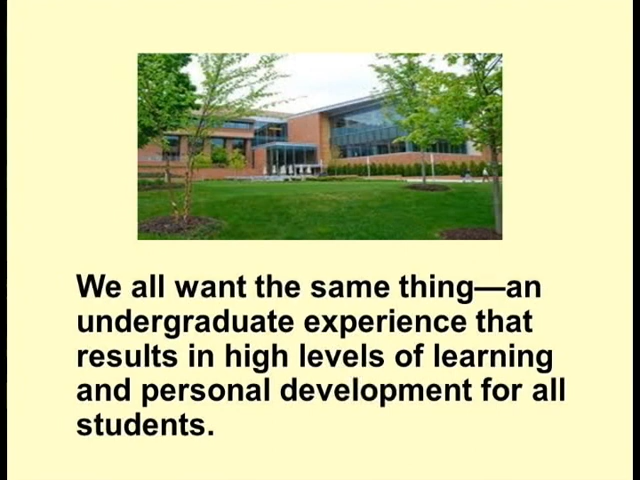 We all want the same thing—an
undergraduate experience that
results in high levels of learning
and personal development for all
students.